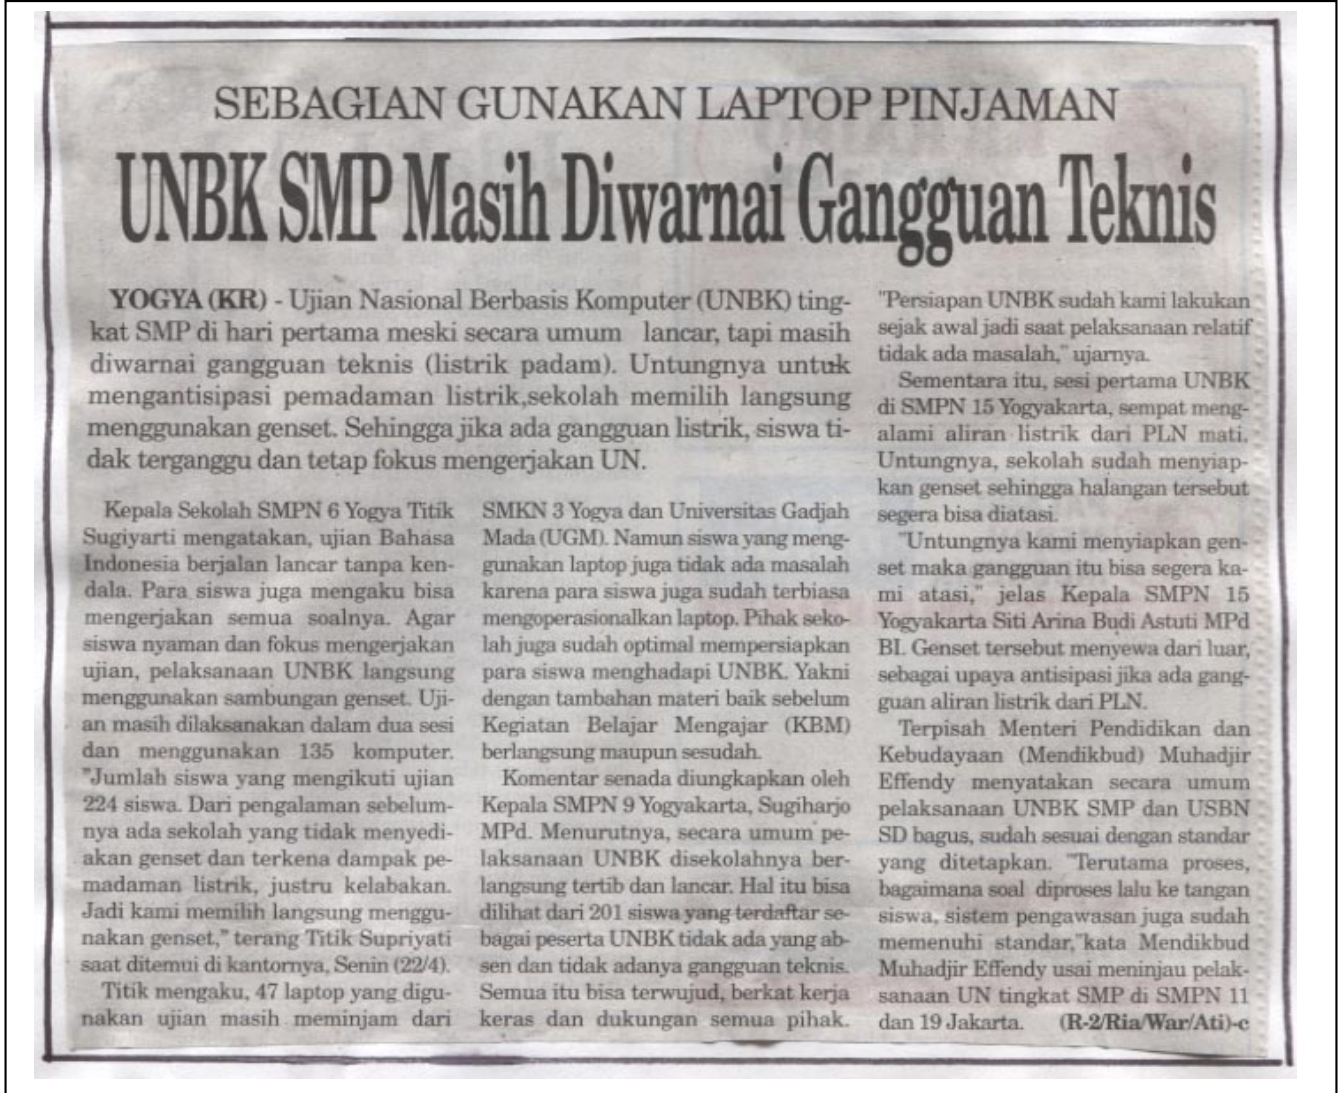 SEBAGIAN GUNAKAN LAPTOP PINJAMAN
UNBK SMP Masih Diwarnai Gangguan Teknis
YOGYA (KR) - Ujian Nasional Berbasis Komputer (UNBK) ting-
kat SMP di hari pertama meski secara umum lancar, tapi masih
diwarnai gangguan teknis (listrik padam). Untungnya untuk
mengantisipasi pemadaman listrik,sekolah memilih langsung
menggunakan genset. Sehingga jika ada gangguan listrik, siswa ti-
dak terganggu dan tetap fokus mengerjakan UN.
Kepala Sekolah SMPN 6 Yogya Titik
Sugiyarti mengatakan, ujian Bahasa
Indonesia berjalan lancar tanpa ken-
dala. Para siswa juga mengaku bisa
mengerjakan semua soalnya. Agar
siswa nyaman dan fokus mengerjakan
ujian, pelaksanaan UNBK langsung
menggunakan sambungan genset. Uji-
an masih dilaksanakan dalam dua sesi
dan menggunakan 135 komputer.
"Jumlah siswa yang mengikuti ujian
224 siswa. Dari pengalaman sebelum-
nya ada sekolah yang tidak menyedi-
akan genset dan terkena dampak pe-
madaman listrik, justru kelabakan.
Jadi kami memilih langsung menggu-
nakan genset," terang Titik Supriyati
saat ditemui di kantornya, Senin (22/4).
Titik mengaku, 47 laptop yang digu-
nakan ujian masih meminjam dari
SMKN 3 Yogya dan Universitas Gadjah
Mada (UGM). Namun siswa yang meng-
gunakan laptop juga tidak ada masalah
karena para siswa juga sudah terbiasa
mengoperasionalkan laptop. Pihak seko-
lah juga sudah optimal mempersiapkan
para siswa menghadapi UNBK. Yakni
dengan tambahan materi baik sebelum
Kegiatan Belajar Mengajar (KBM)
berlangsung maupun sesudah.
Komentar senada diungkapkan oleh
Kepala SMPN 9 Yogyakarta, Sugiharjo
MPd. Menurutnya, secara umum pe-
laksanaan UNBK disekolahnya ber-
langsung tertib dan lancar. Hal itu bisa
dilihat dari 201 siswa yang terdaftar se-
bagai peserta UNBK tidak ada yang ab-
sen dan tidak adanya gangguan teknis.
Semua itu bisa terwujud, berkat kerja
keras dan dukungan semua pihak.
"Persiapan UNBK sudah kami lakukan
sejak awal jadi saat pelaksanaan relatif
tidak ada masalah," ujarnya.
Sementara itu, sesi pertama UNBK
di SMPN 15 Yogyakarta, sempat meng-
alami aliran listrik dari PLN mati.
Untungnya, sekolah sudah menyiap-
kan genset sehingga halangan tersebut
segera bisa diatasi.
"Untungnya kami menyiapkan gen-
set maka gangguan itu bisa segera ka-
mi atasi," jelas Kepala SMPN 15
Yogyakarta Siti Arina Budi Astuti MPd
BI. Genset tersebut menyewa dari luar,
sebagai upaya antisipasi jika ada gang-
guan aliran listrik dari PLN.
Terpisah Menteri Pendidikan dan
Kebudayaan (Mendikbud) Muhadjir
Effendy menyatakan secara umum
pelaksanaan UNBK SMP dan USBN
SD bagus, sudah sesuai dengan standar
yang ditetapkan. "Terutama proses,
bagaimana soal diproses lalu ke tangan
siswa, sistem pengawasan juga sudah
memenuhi standar,"kata Mendikbud
Muhadjir Effendy usai meninjau pelak-
sanaan UN tingkat SMP di SMPN 11
dan 19 Jakarta. (R-2/Ria/War/Ati)-c